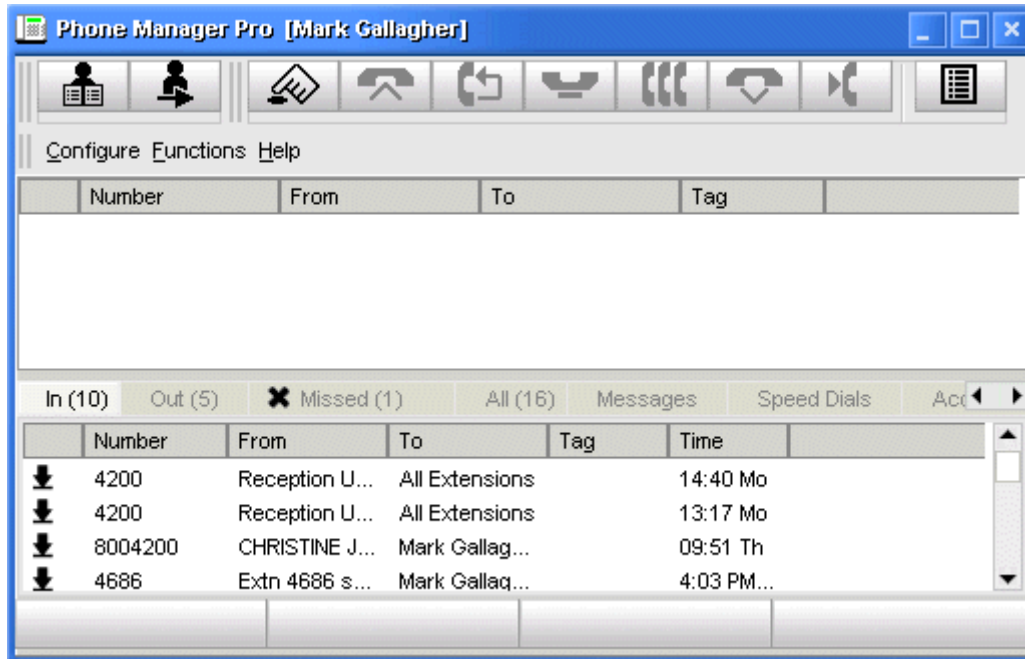 Phone Manager Pro [Mark Gallagher]
Configure Functions Help
Number From To Tag
In (10) Out (5) Missed (1) All (16) Messages Speed Dials Acc
Number From To Tag Time
4200 Reception U... All Extensions 14:40 Mo
4200 Reception U... All Extensions 13:17 Mo
8004200 CHRISTINE J... Mark Gallag... 09:51 Th
4686 Extn 4686 s... Mark Gallag... 4:03 PM...